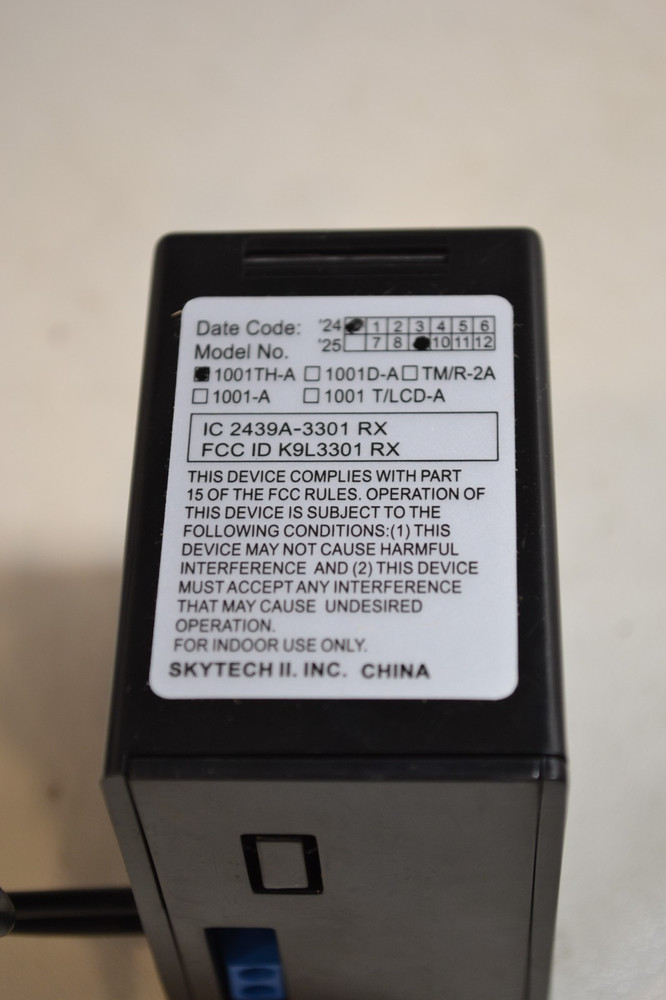 Date Code: '24 1 2 3 4 5 6
'25 7 8 10 11 12
Model No.
1001TH-A 1001D-A TM/R-2A
1001-A 1001 T/LCD-A
IC 2439A-3301 RX
FCC ID K9L3301 RX
THIS DEVICE COMPLIES WITH PART
15 OF THE FCC RULES. OPERATION OF
THIS DEVICE IS SUBJECT TO THE
FOLLOWING CONDITIONS:(1) THIS
DEVICE MAY NOT CAUSE HARMFUL
INTERFERENCE AND (2) THIS DEVICE
MUST ACCEPT ANY INTERFERENCE
THAT MAY CAUSE UNDESIRED
OPERATION.
FOR INDOOR USE ONLY.
SKYTECH II. INC. CHINA